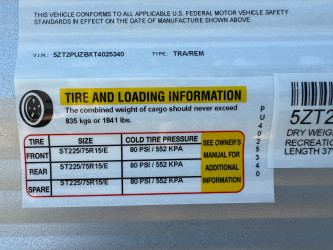 THIS VEHICLE CONFORMS TO ALL APPLICABLE U.S. FEDERAL MOTOR VEHICLE SAFETY
STANDARDS IN EFFECT ON THE DATE OF MANUFACTURE SHOWN ABOVE.
V.I.N.: 5ZT2PUZBXT4025340 TYPE: TRA/REM
TIRE AND LOADING INFORMATION
The combined weight of cargo should never exceed
835 kgs or 1841 lbs.
TIRE SIZE COLD TIRE PRESSURE SEE OWNER'S
MANUAL FOR
ADDITIONAL
INFORMATION
FRONT ST225/75R15/E 80 PSI / 552 KPA
REAR ST225/75R15/E 80 PSI / 552 KPA
SPARE ST225/75R15/E 80 PSI / 552 KPA
PU4025340
5ZT2
DRY WEIG
RECREATIO
LENGTH 37'